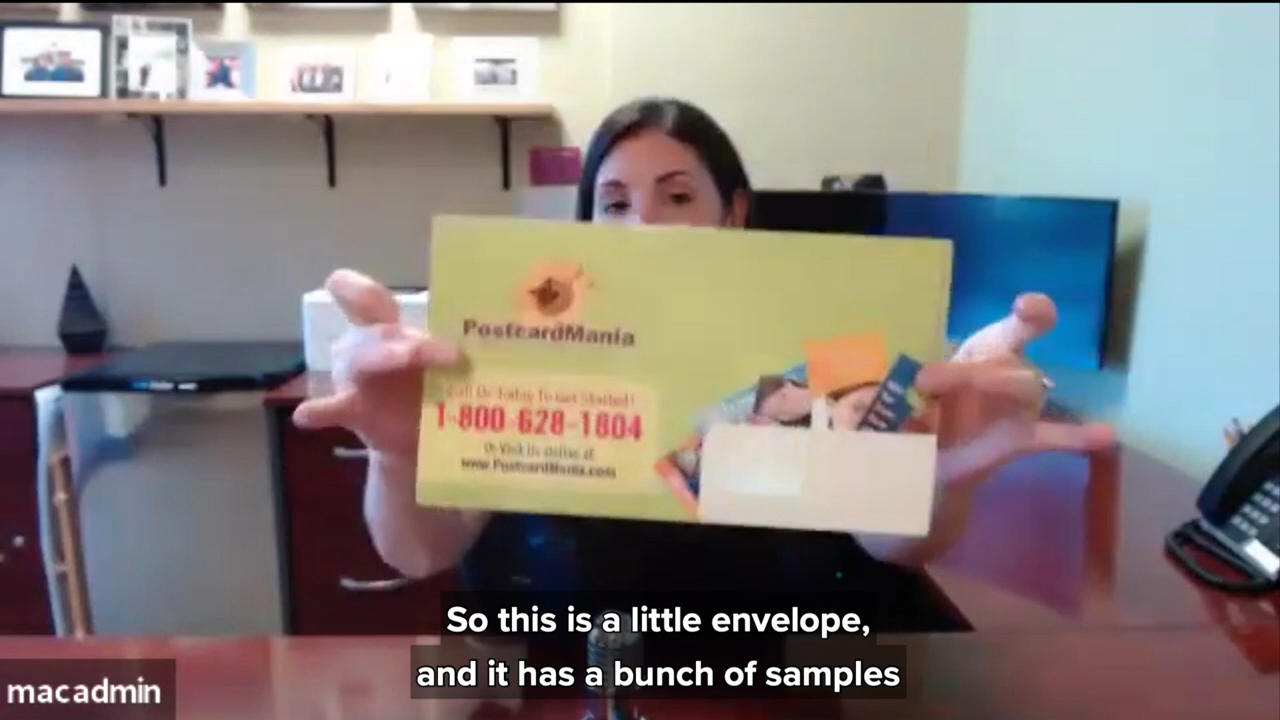 PostcardMania
Call Us Today To Get Started!
1-800-628-1804
Or Visit Us Online at
www.PostcardMania.com
So this is a little envelope,
and it has a bunch of samples
macadmin